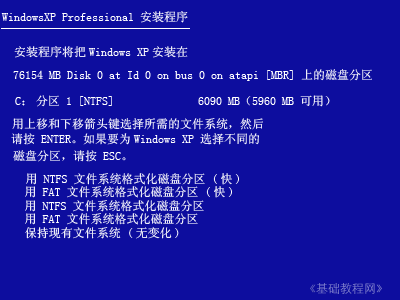 WindowsXP Professional 安装程序
安装程序将把 Windows XP 安装在
76154 MB Disk 0 at Id 0 on bus 0 on atapi [MBR] 上的磁盘分区
C: 分区 1 [NTFS] 6090 MB (5960 MB 可用)
用上移和下移箭头键选择所需的文件系统,然后
请按 ENTER。如果要为 Windows XP 选择不同的
磁盘分区,请按 ESC。
用 NTFS 文件系统格式化磁盘分区 (快)
用 FAT 文件系统格式化磁盘分区 (快)
用 NTFS 文件系统格式化磁盘分区
用 FAT 文件系统格式化磁盘分区
保持现有文件系统 (无变化)
《基础教程网》